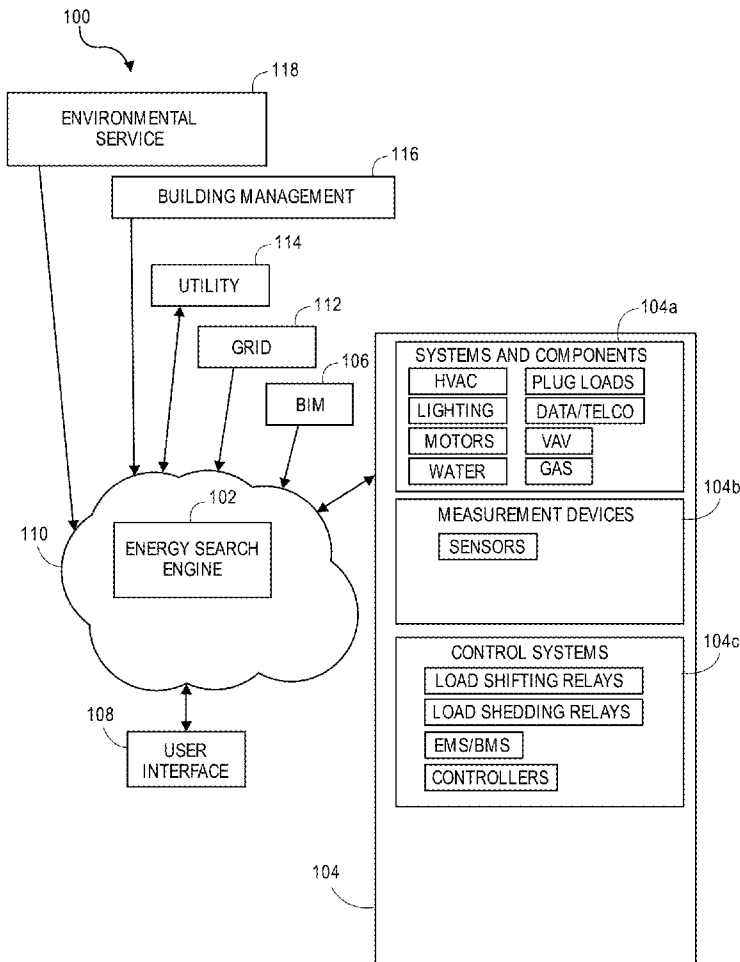 100
118
ENVIRONMENTAL
SERVICE
116
BUILDING MANAGEMENT
114
UTILITY
112
GRID
106
BIM
104a
SYSTEMS AND COMPONENTS
HVAC
PLUG LOADS
LIGHTING
DATA/TELCO
MOTORS
VAV
WATER
GAS
104b
MEASUREMENT DEVICES
SENSORS
102
110
ENERGY SEARCH
ENGINE
104c
CONTROL SYSTEMS
LOAD SHIFTING RELAYS
LOAD SHEDDING RELAYS
EMS/BMS
CONTROLLERS
108
USER
INTERFACE
104